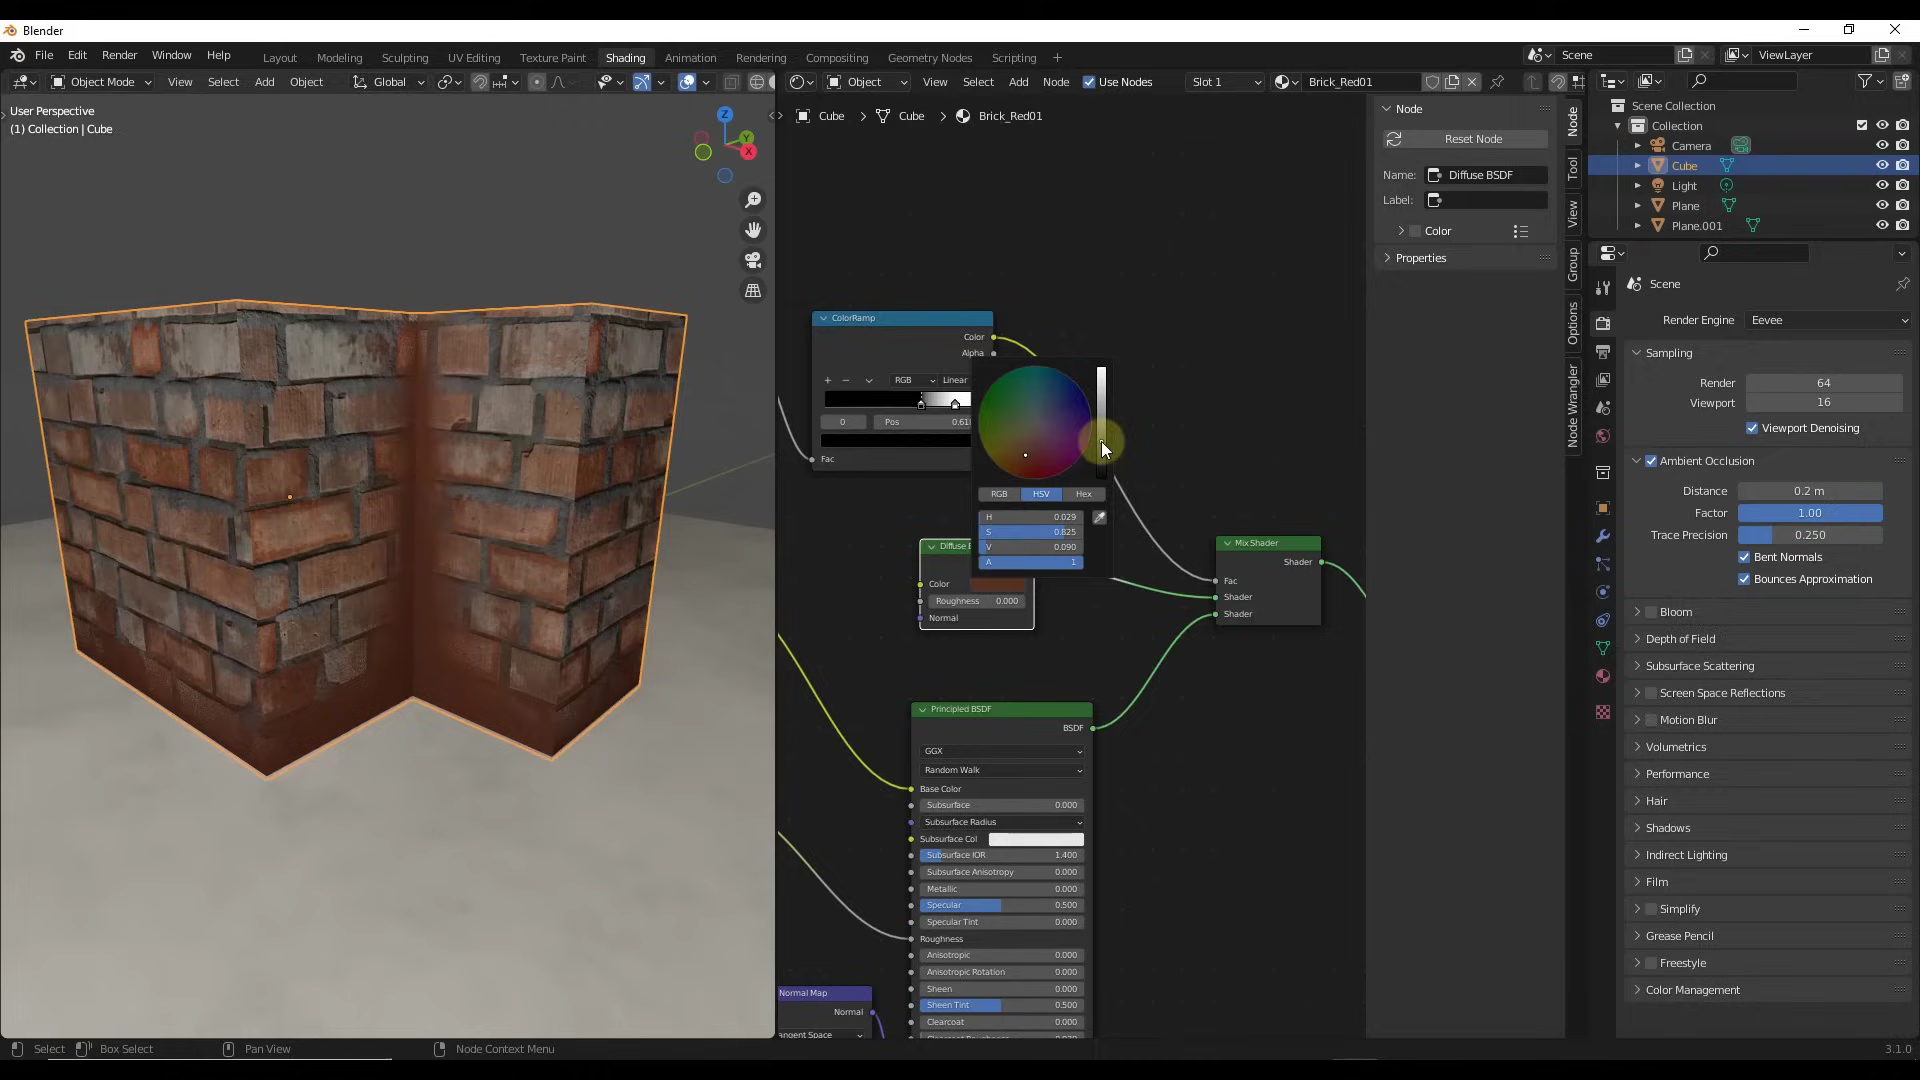 Blender
File Edit Render Window Help
Layout Modeling Sculpting UV Editing Texture Paint Shading Animation Rendering Compositing Geometry Nodes Scripting +
Scene
ViewLayer
Object Mode View Select Add Object Global
Object View Select Add Node Use Nodes Slot 1 Brick_Red01
User Perspective
(1) Collection | Cube
Z
Y
X
Cube > Cube > Brick_Red01
ColorRamp
Color
Alpha
+ − RGB Linear
0 Pos
Fac
RGB HSV Hex
H 0.029
S 0.825
V 0.090
A 1
Color
Roughness 0.000
Normal
Mix Shader
Shader
Fac
Shader
Shader
Principled BSDF
BSDF
GGX
Random Walk
Base Color
Subsurface 0.000
Subsurface Radius
Subsurface Col
Subsurface IOR 1.400
Subsurface Anisotropy 0.000
Metallic 0.000
Specular 0.500
Specular Tint 0.000
Roughness
Anisotropic 0.000
Anisotropic Rotation 0.000
Sheen 0.000
Sheen Tint 0.500
Clearcoat 0.000
Normal Map
Normal
Node
Reset Node
Name: Diffuse BSDF
Label:
Color
Properties
Node
Tool
View
Group
Options
Node Wrangler
Scene Collection
Collection
Camera
Cube
Light
Plane
Plane.001
Scene
Render Engine Eevee
Sampling
Render 64
Viewport 16
Viewport Denoising
Ambient Occlusion
Distance 0.2 m
Factor 1.00
Trace Precision 0.250
Bent Normals
Bounces Approximation
Bloom
Depth of Field
Subsurface Scattering
Screen Space Reflections
Motion Blur
Volumetrics
Performance
Hair
Shadows
Indirect Lighting
Film
Simplify
Grease Pencil
Freestyle
Color Management
Select Box Select Pan View Node Context Menu
3.1.0